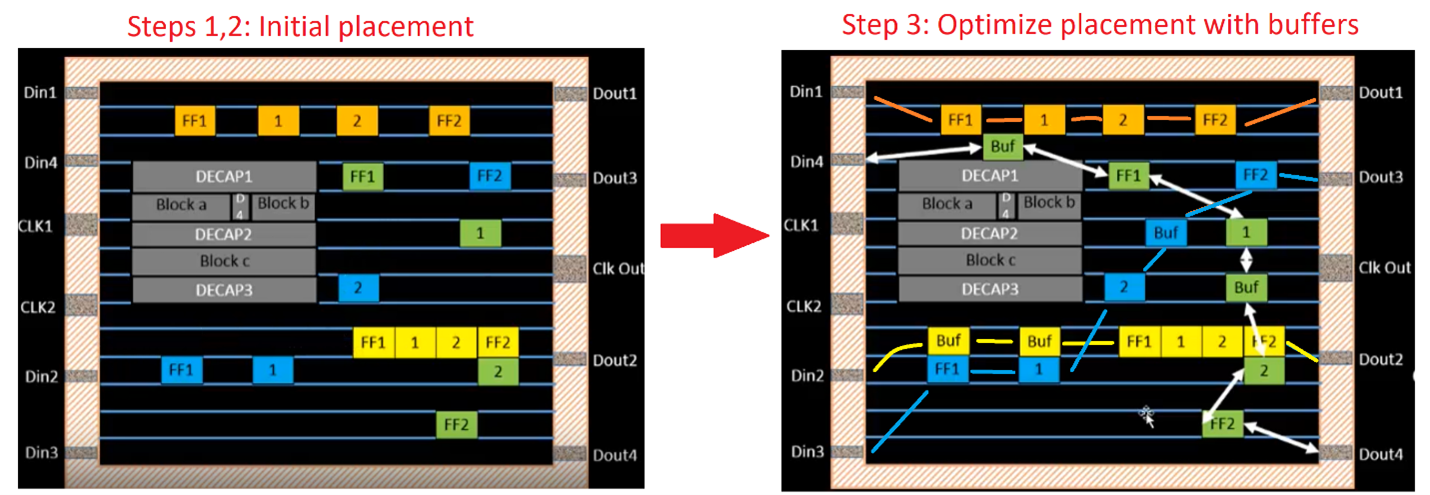 Steps 1,2: Initial placement
Din1
Dout1
FF1 1 2 FF2
Din4
DECAP1
FF1
FF2
Dout3
Block a
D
4
Block b
CLK1
DECAP2
1
Block c
Clk Out
DECAP3
2
CLK2
FF1 1 2 FF2
Din2
FF1 1
2
Dout2
FF2
Din3
Dout4
Step 3: Optimize placement with buffers
Din1
Dout1
FF1 1 2 FF2
Buf
Din4
DECAP1
FF1
FF2
Dout3
Block a
D
4
Block b
CLK1
DECAP2
Buf
1
Block c
Clk Out
DECAP3
2
Buf
CLK2
Buf Buf FF1 1 2 FF2
Din2
FF1 1
2
Dout2
FF2
Din3
Dout4